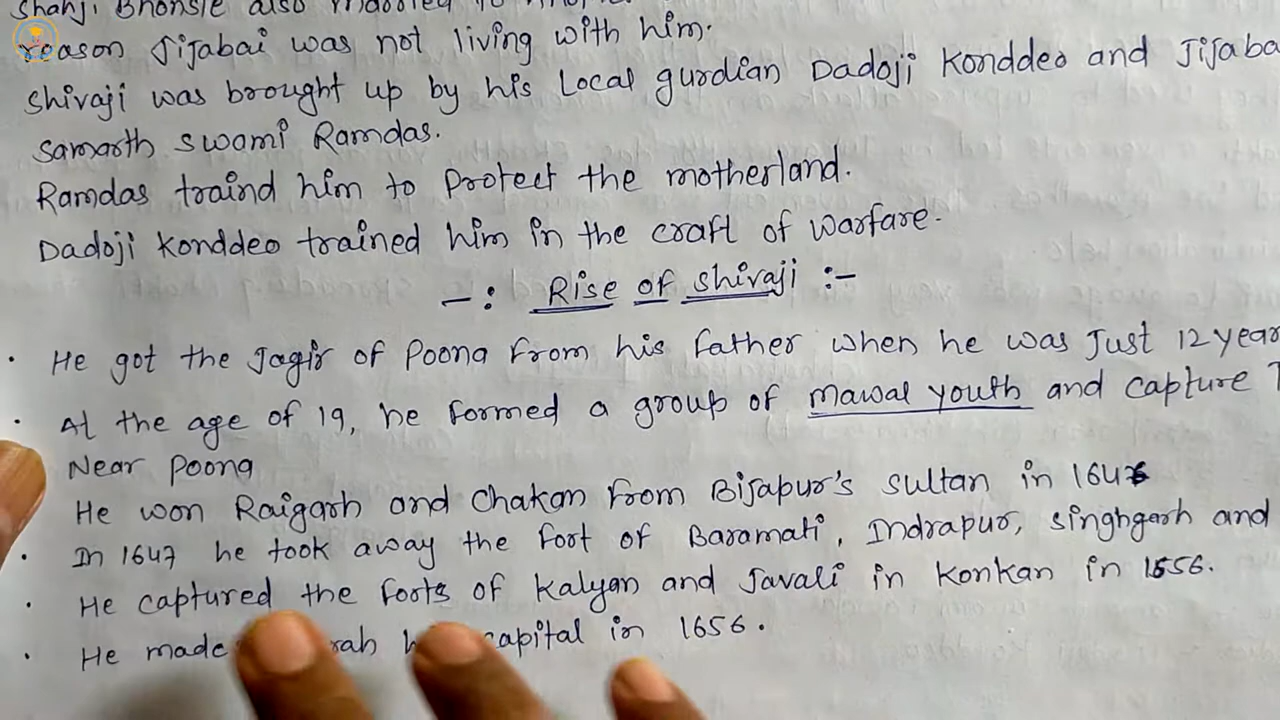 Shahji Bhonsle also
reason Jijabai was not living with him.
Shivaji was brought up by his Local gurdian Dadoji Konddeo and Jijaba
Samarth Swami Ramdas.
Ramdas traind him to Protect the motherland.
Dadoji Konddeo trained him in the craft of warfare.
-: Rise of Shivaji :-
• He got the Jagir of Poona from his father when he was Just 12 year
• At the age of 19, he formed a group of mawal youth and capture
Near Poona
He won Raigarh and Chakan from Bijapur's Sultan in
• In 1647 he took away the fort of Baramati, Indrapur, Singhgarh and
• He captured the forts of Kalyan and Javali in Konkan in 1656.
• He made capital in 1656.